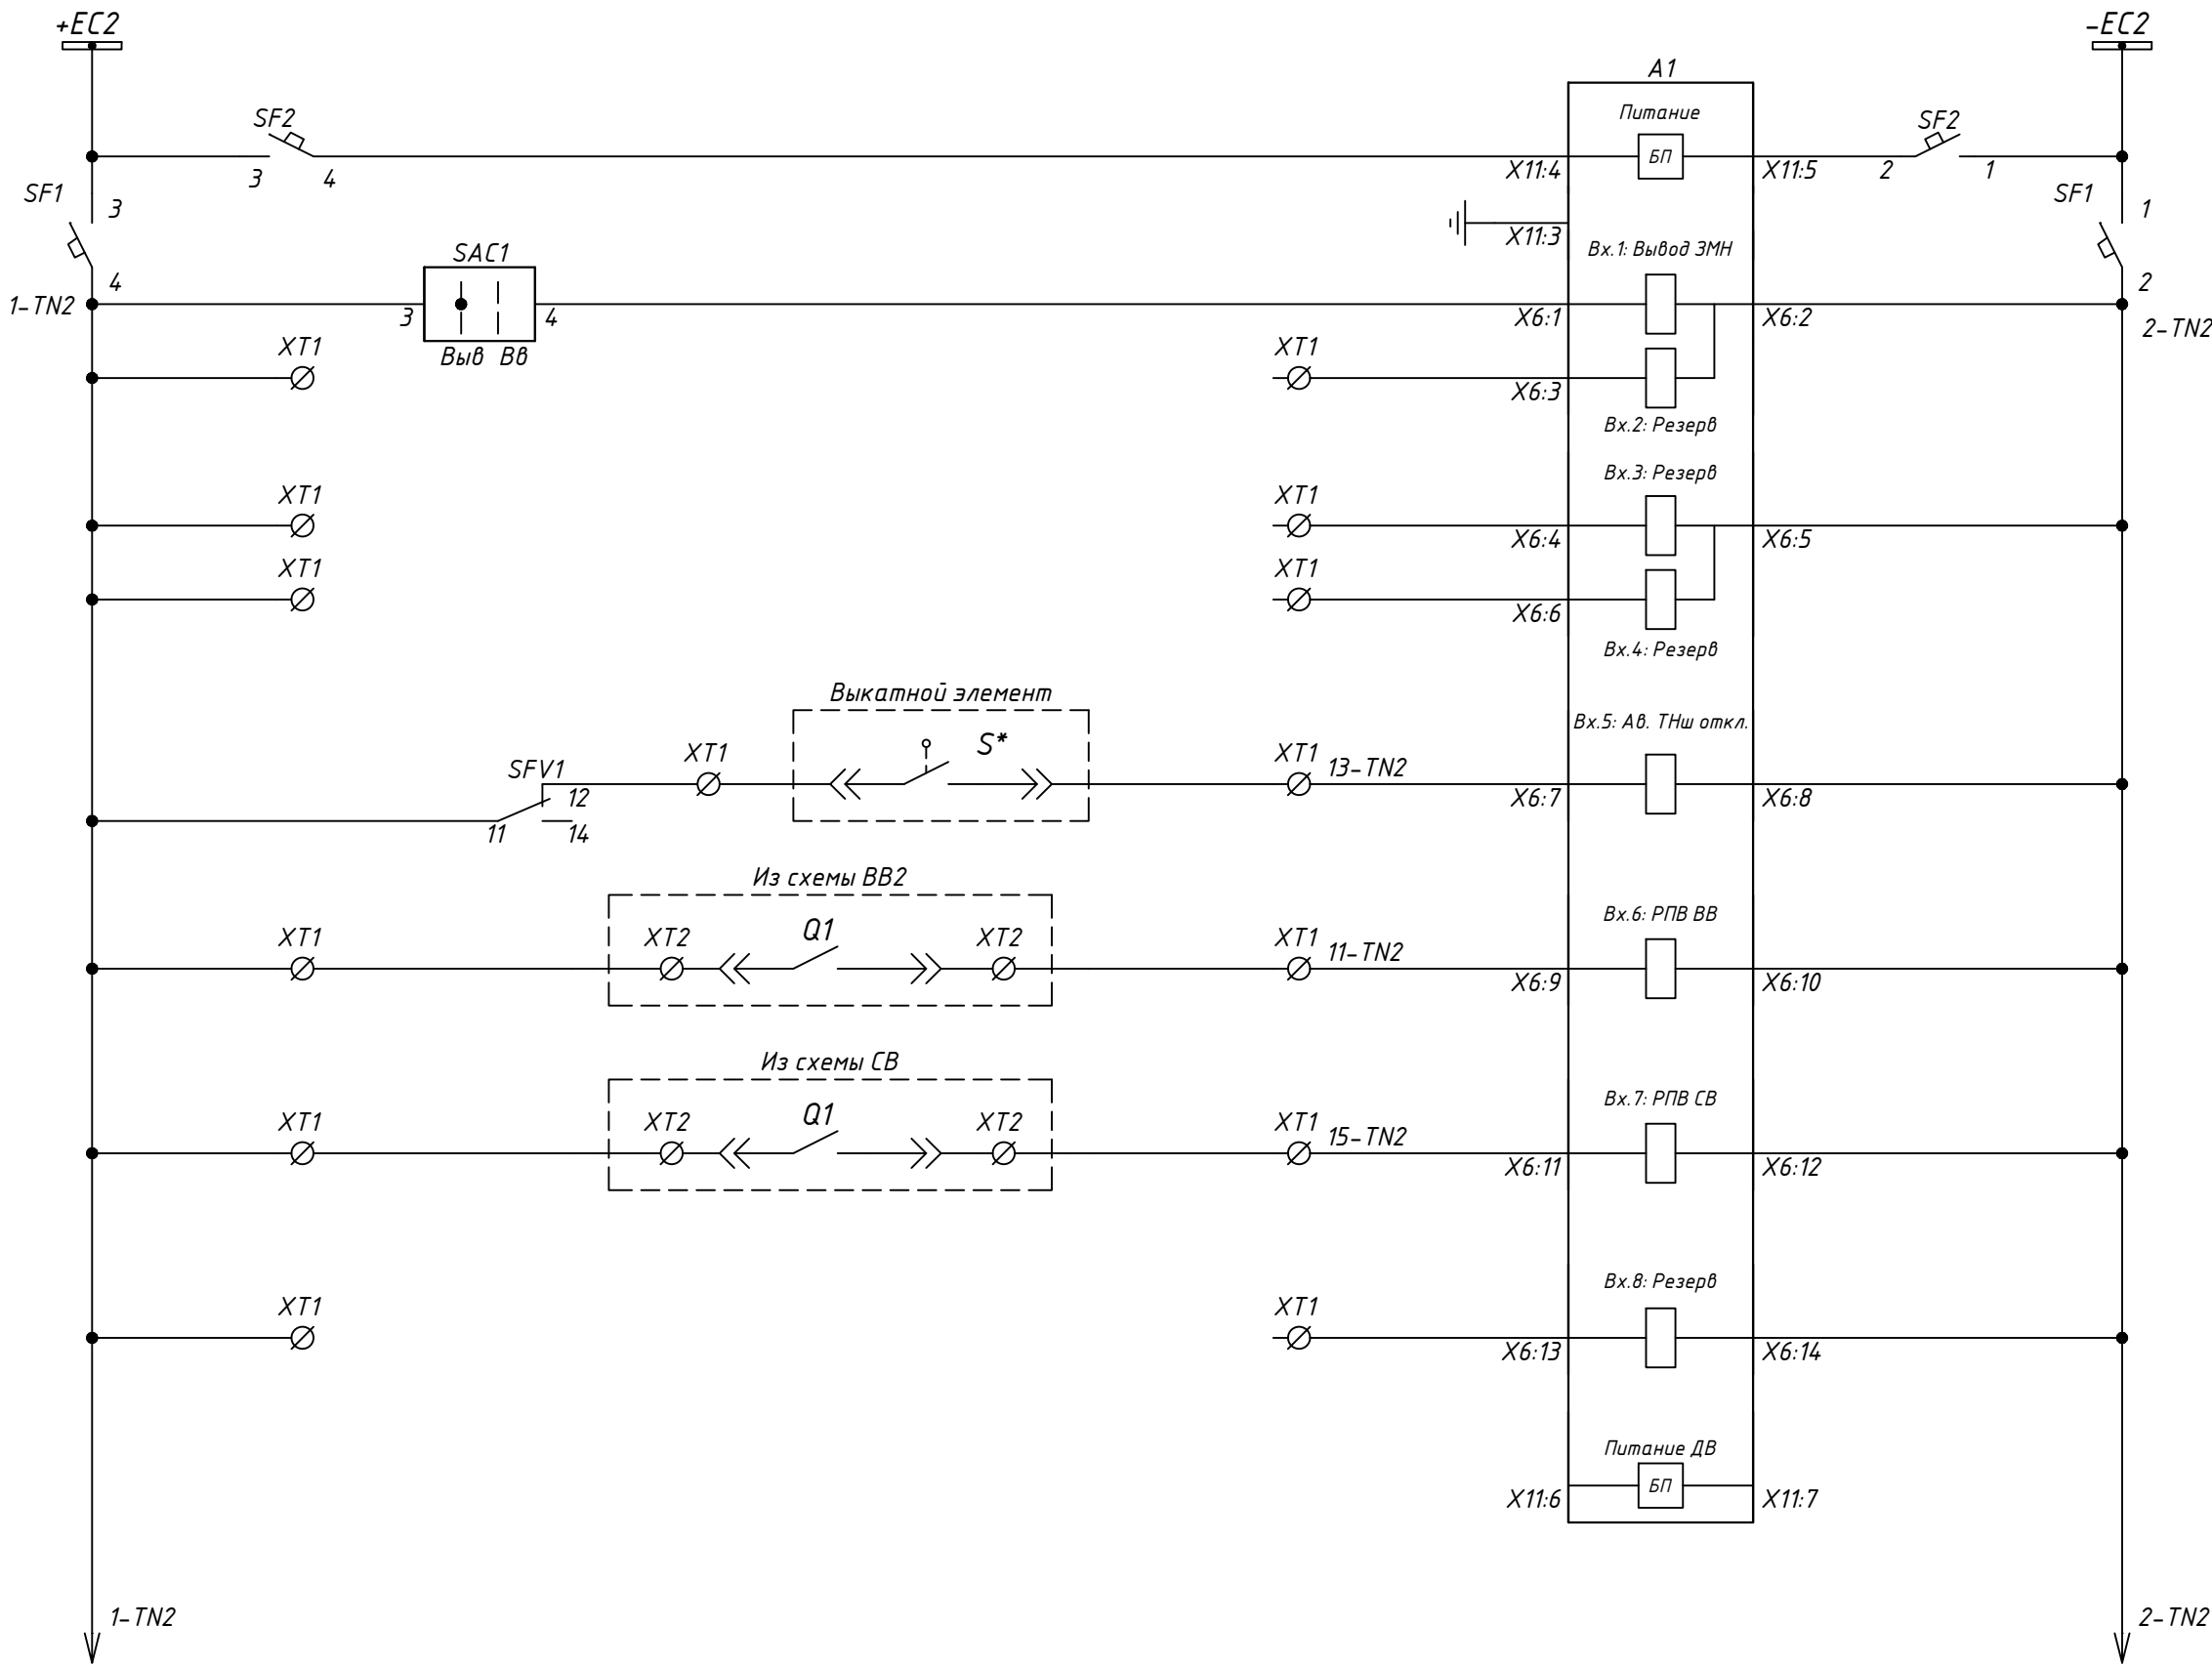 +EC2
-EC2
A1
Питание
SF2
SF2
БП
3
4
X11:4
X11:5
2
1
SF1
3
SF1
1
X11:3
Вх.1: Вывод ЗМН
SAC1
4
2
1-TN2
3
4
X6:1
X6:2
2-TN2
Выв
Вв
XT1
XT1
X6:3
Вх.2: Резерв
Вх.3: Резерв
XT1
XT1
X6:4
X6:5
XT1
XT1
X6:6
Вх.4: Резерв
Выкатной элемент
Вх.5: Ав. ТНш откл.
SFV1
XT1
S*
XT1
13-TN2
12
X6:7
X6:8
11
14
Из схемы ВВ2
Вх.6: РПВ ВВ
XT1
XT2
Q1
XT2
XT1
11-TN2
X6:9
X6:10
Из схемы СВ
Вх.7: РПВ СВ
XT1
XT2
Q1
XT2
XT1
15-TN2
X6:11
X6:12
Вх.8: Резерв
XT1
XT1
X6:13
X6:14
Питание ДВ
БП
X11:6
X11:7
1-TN2
2-TN2